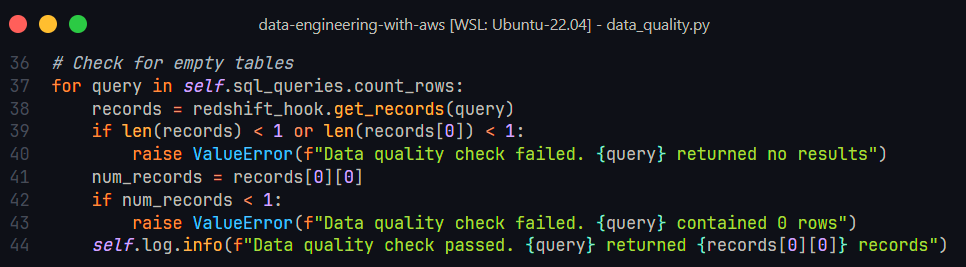 data-engineering-with-aws [WSL: Ubuntu-22.04] - data_quality.py
36 # Check for empty tables
37 for query in self.sql_queries.count_rows:
38     records = redshift_hook.get_records(query)
39     if len(records) < 1 or len(records[0]) < 1:
40         raise ValueError(f"Data quality check failed. {query} returned no results")
41     num_records = records[0][0]
42     if num_records < 1:
43         raise ValueError(f"Data quality check failed. {query} contained 0 rows")
44     self.log.info(f"Data quality check passed. {query} returned {records[0][0]} records")